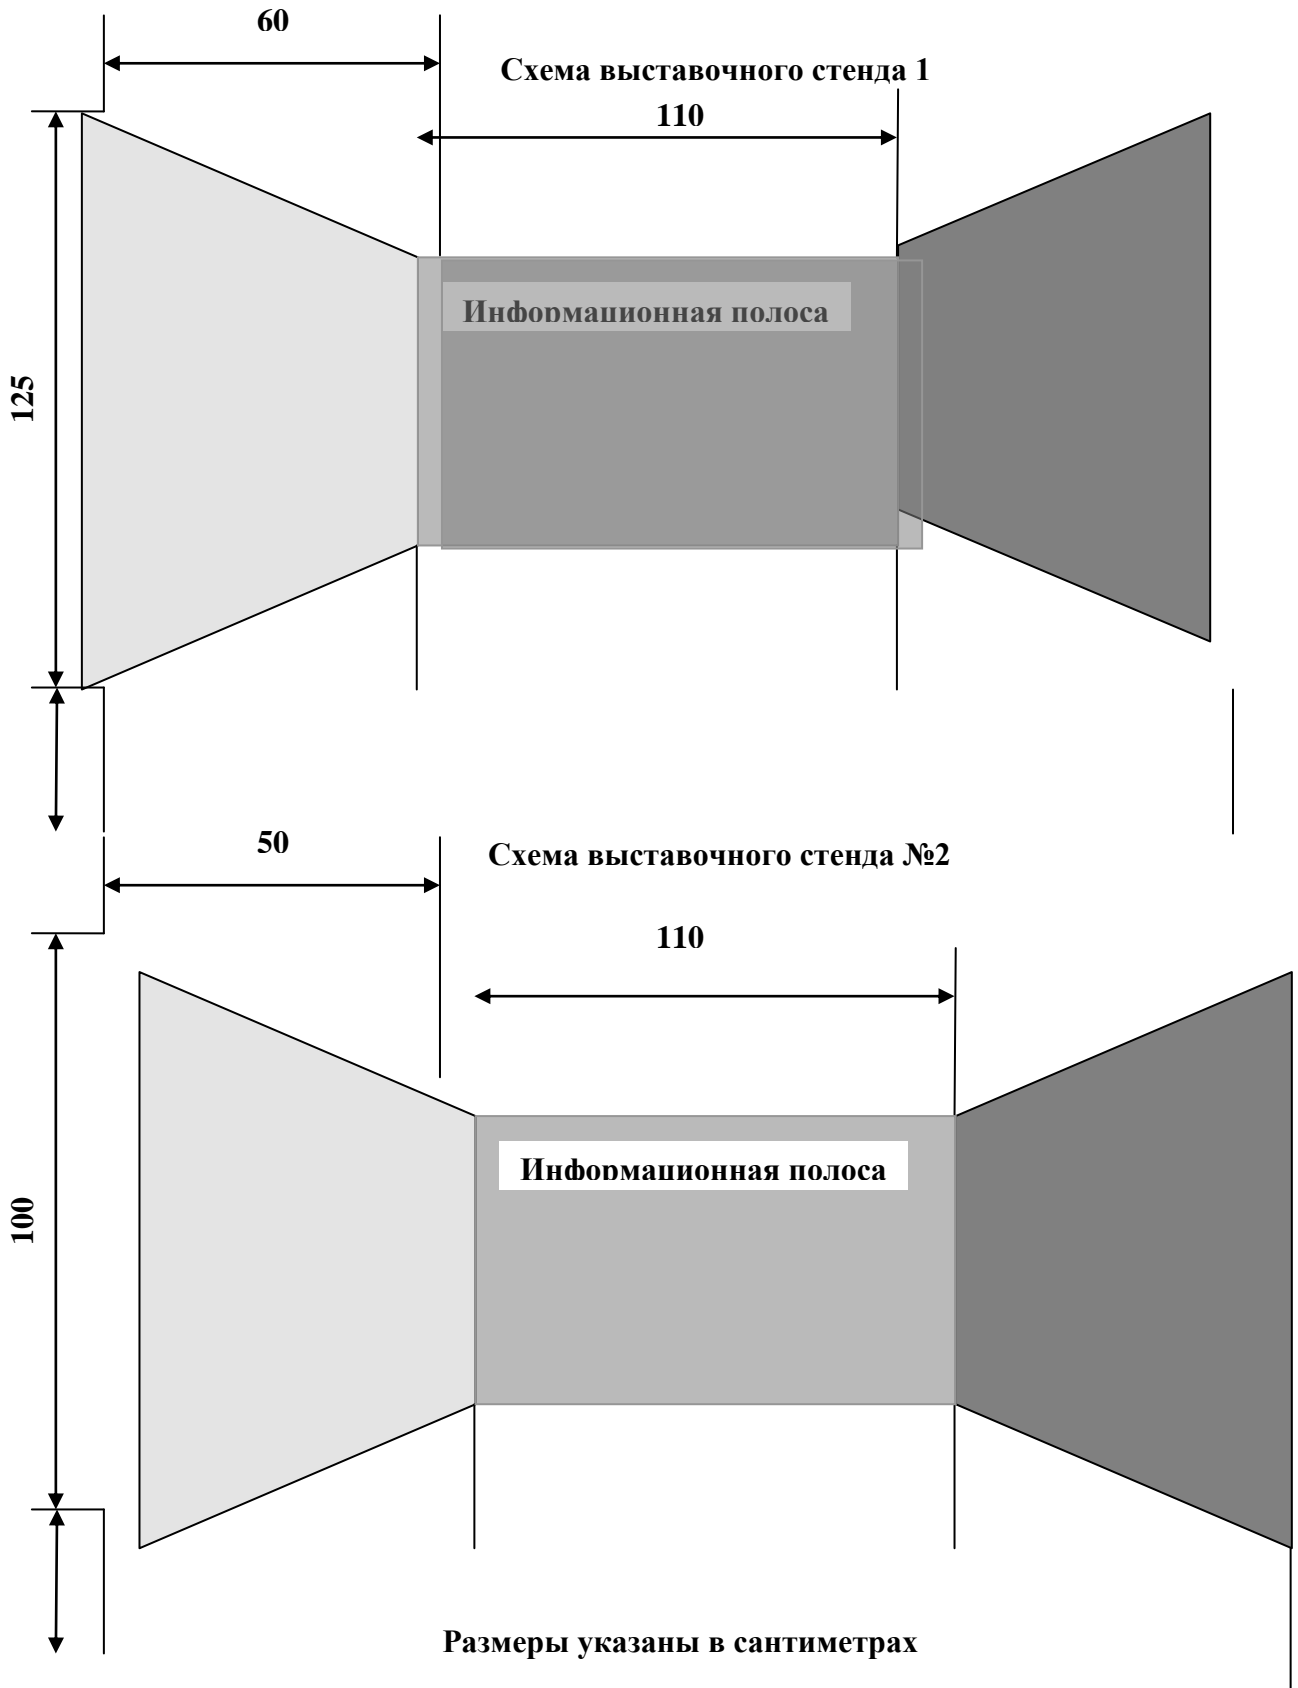 60
Схема выставочного стенда 1
110
Информационная полоса
125
50
Схема выставочного стенда №2
110
Информационная полоса
100
Размеры указаны в сантиметрах